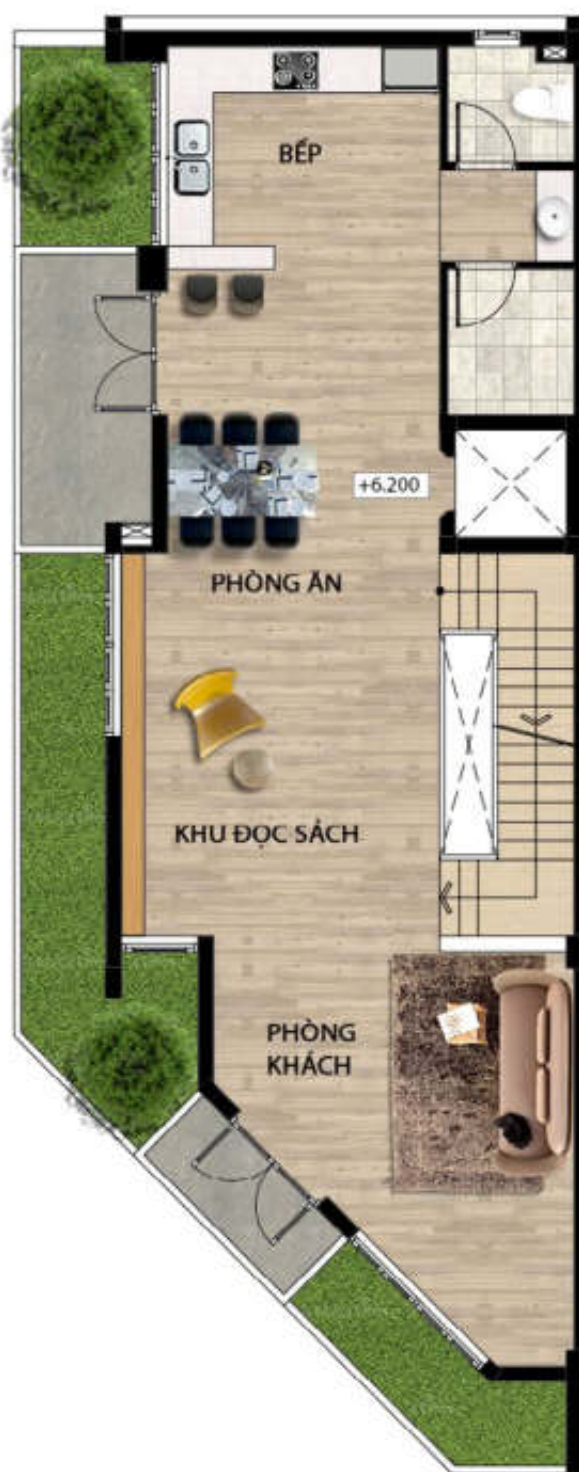 BẾP
+6.200
PHÒNG ĂN
KHU ĐỌC SÁCH
PHÒNG
KHÁCH